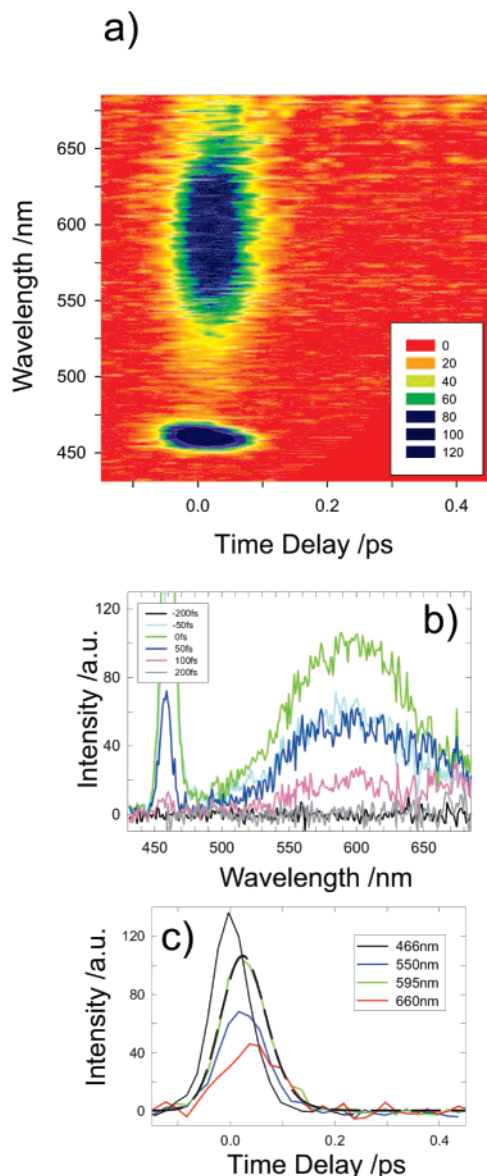 a)
Wavelength /nm
650
600
550
500
450
0
20
40
60
80
100
120
0.0
0.2
0.4
Time Delay /ps
b)
Intensity /a.u.
120
80
40
0
-200fs
-50fs
0fs
50fs
100fs
200fs
450
500
550
600
650
Wavelength /nm
c)
Intensity /a.u.
120
80
40
0
466nm
550nm
595nm
660nm
0.0
0.2
0.4
Time Delay /ps